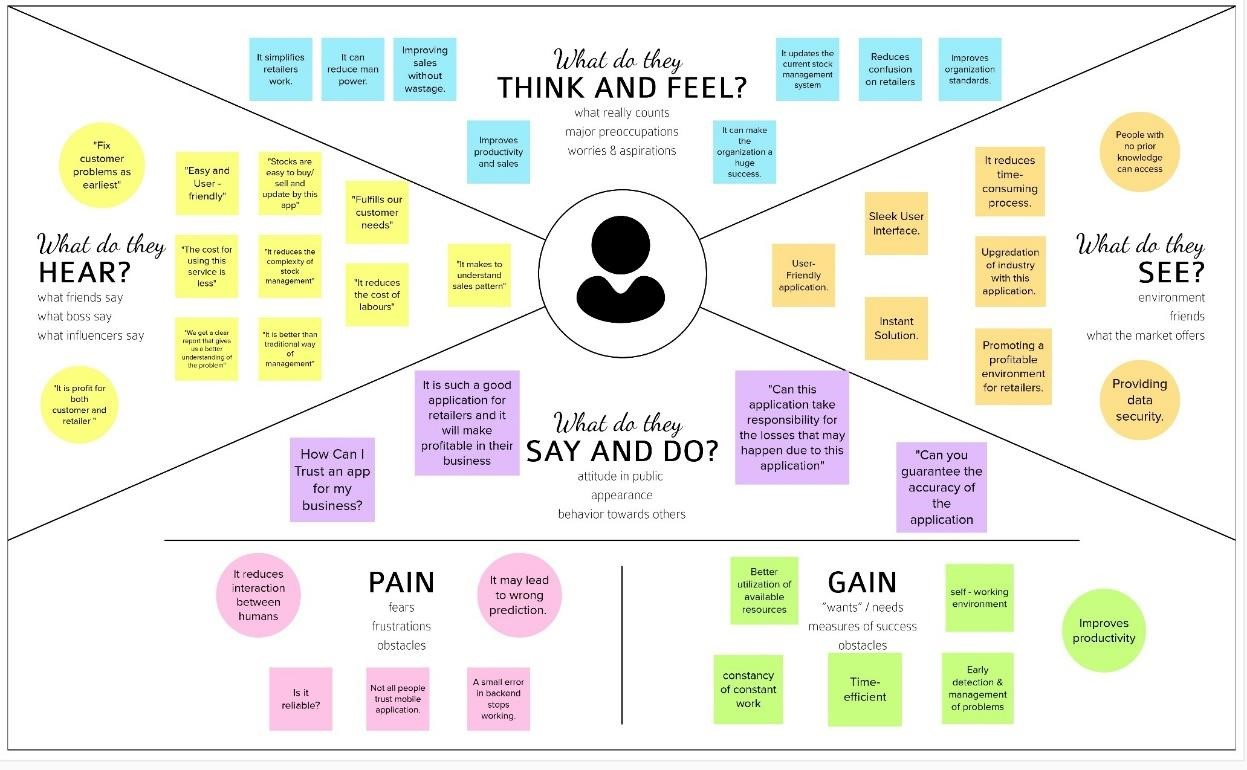 It simplifies
retailers
work.
It can
reduce man
power.
Improving
sales
without
wastage.
What do they
THINK AND FEEL?
what really counts
major preoccupations
worries & aspirations
It updates the
current stock
management
system
Reduces
confusion
on retailers
Improves
organization
standards.
Improves
productivity
and sales
It can make
the
organization a
huge
success.
"Fix
customer
problems as
earliest"
"Easy and
User -
friendly"
"Stocks are
easy to buy/
sell and
update by this
app"
"Fulfills our
customer
needs"
What do they
HEAR?
what friends say
what boss say
what influencers say
"The cost for
using this
service is
less"
"It reduces the
complexity of
stock
management"
"It reduces
the cost of
labours"
"It makes to
understand
sales pattern"
"We get a clear
report that gives
us a better
understanding of
the problem"
"It is better than
traditional way
of
management"
"It is profit for
both
customer and
retailer "
People with
no prior
knowledge
can access
It reduces
time-
consuming
process.
Sleek User
Interface.
What do they
SEE?
environment
friends
what the market offers
User-
Friendly
application.
Upgradation
of industry
with this
application.
Instant
Solution.
Promoting a
profitable
environment
for retailers.
Providing
data
security.
What do they
SAY AND DO?
attitude in public
appearance
behavior towards others
It is such a good
application for
retailers and it
will make
profitable in their
business
How Can I
Trust an app
for my
business?
"Can this
application take
responsibility for
the losses that may
happen due to this
application"
"Can you
guarantee the
accuracy of
the
application
PAIN
fears
frustrations
obstacles
It reduces
interaction
between
humans
It may lead
to wrong
prediction.
Is it
reliable?
Not all people
trust mobile
application.
A small error
in backend
stops
working.
GAIN
"wants" / needs
measures of success
obstacles
Better
utilization of
available
resources
self - working
environment
Improves
productivity
constancy
of constant
work
Time-
efficient
Early
detection &
management
of problems